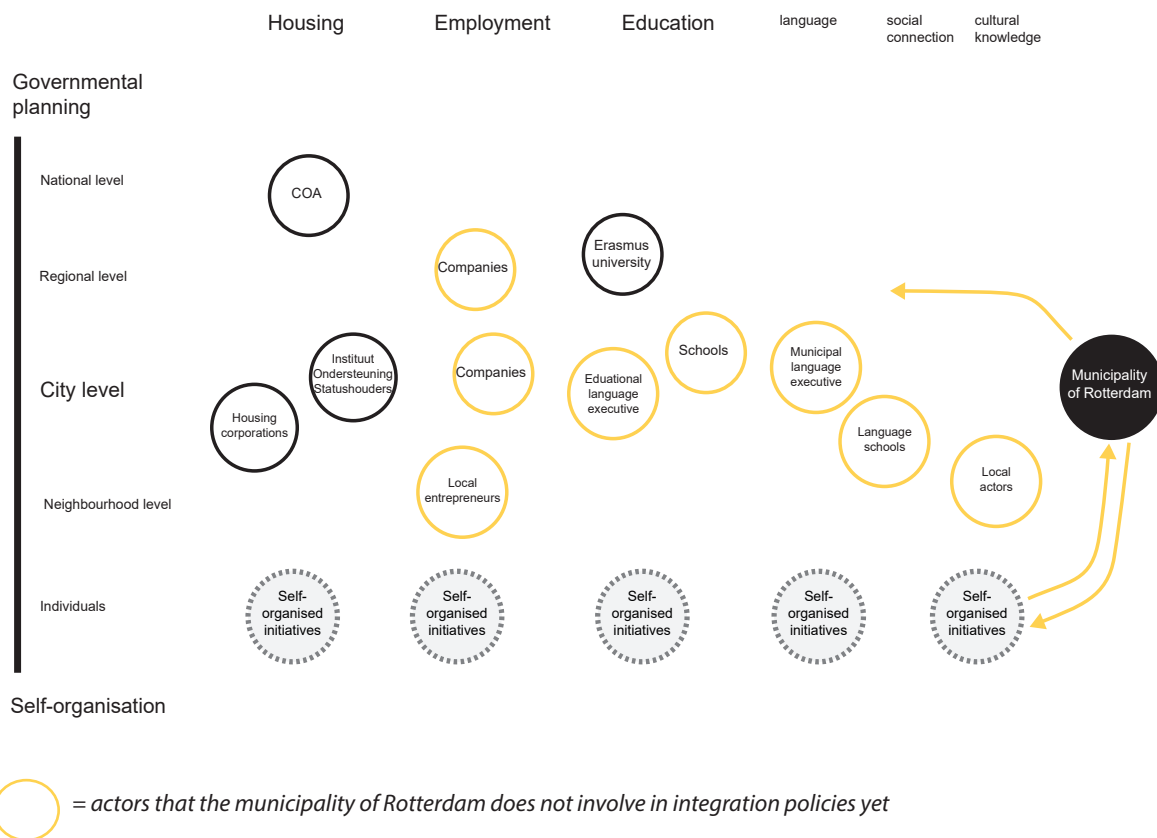 Housing
Employment
Education
language
social
connection
cultural
knowledge
Governmental
planning
National level
COA
Regional level
Companies
Erasmus
university
City level
Instituut
Ondersteuning
Statushouders
Companies
Schools
Eduational
language
executive
Municipal
language
executive
Municipality
of Rotterdam
Housing
corporations
Language
schools
Neighbourhood level
Local
entrepreneurs
Local
actors
Individuals
Self-
organised
initiatives
Self-
organised
initiatives
Self-
organised
initiatives
Self-
organised
initiatives
Self-
organised
initiatives
Self-organisation
= actors that the municipality of Rotterdam does not involve in integration policies yet